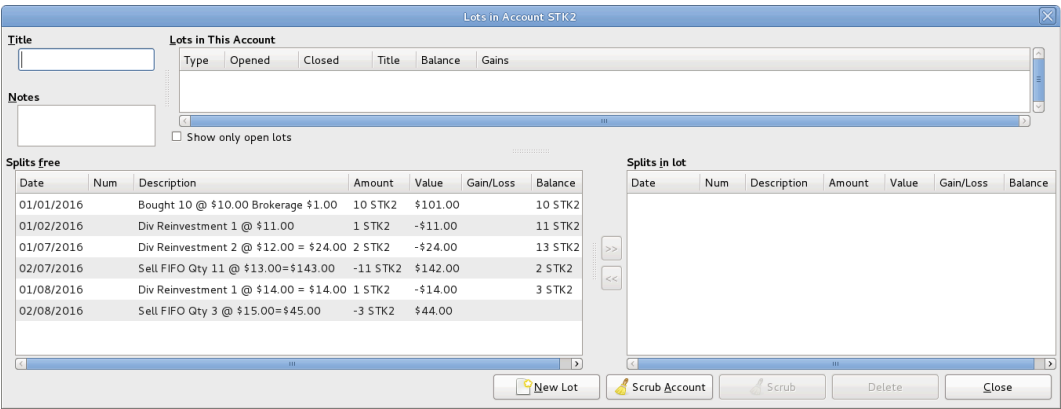 Lots in Account STK2
Title
Lots in This Account
Type Opened Closed Title Balance Gains
Notes
Show only open lots
Splits free
Date Num Description Amount Value Gain/Loss Balance
01/01/2016 Bought 10 @ $10.00 Brokerage $1.00 10 STK2 $101.00 10 STK2
01/02/2016 Div Reinvestment 1 @ $11.00 1 STK2 -$11.00 11 STK2
01/07/2016 Div Reinvestment 2 @ $12.00 = $24.00 2 STK2 -$24.00 13 STK2
02/07/2016 Sell FIFO Qty 11 @ $13.00=$143.00 -11 STK2 $142.00 2 STK2
01/08/2016 Div Reinvestment 1 @ $14.00 = $14.00 1 STK2 -$14.00 3 STK2
02/08/2016 Sell FIFO Qty 3 @ $15.00=$45.00 -3 STK2 $44.00
>>
<<
Splits in lot
Date Num Description Amount Value Gain/Loss Balance
New Lot Scrub Account Scrub Delete Close